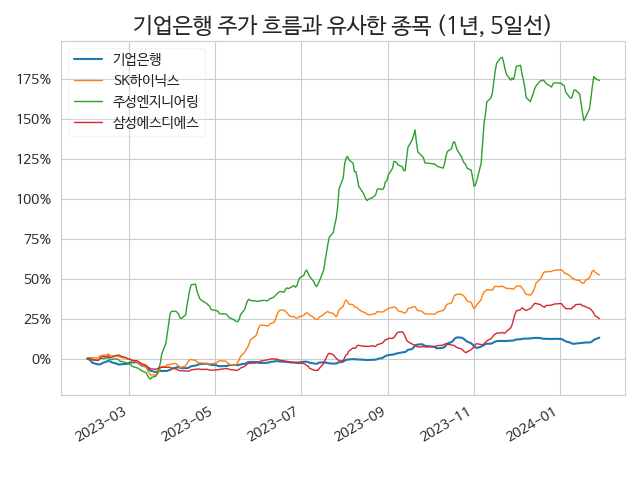 기업은행 주가 흐름과 유사한 종목 (1년, 5일선)
기업은행
SK하이닉스
주성엔지니어링
삼성에스디에스
175%
150%
125%
100%
75%
50%
25%
0%
2023-03
2023-05
2023-07
2023-09
2023-11
2024-01